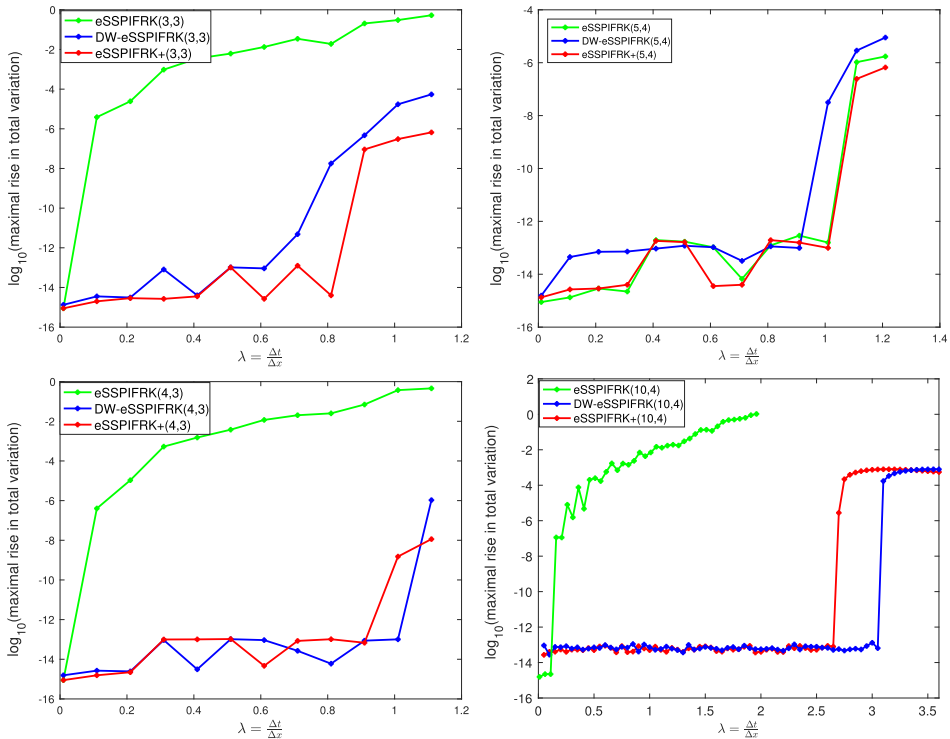 eSSPIFRK(3,3)
DW-eSSPIFRK(3,3)
eSSPIFRK+(3,3)
log10(maximal rise in total variation)
0
-2
-4
-6
-8
-10
-12
-14
-16
0 0.2 0.4 0.6 0.8 1 1.2
λ = Δt/Δx
eSSPIFRK(5,4)
DW-eSSPIFRK(5,4)
eSSPIFRK+(5,4)
log10(maximal rise in total variation)
-4
-6
-8
-10
-12
-14
-16
0 0.2 0.4 0.6 0.8 1 1.2 1.4
λ = Δt/Δx
eSSPIFRK(4,3)
DW-eSSPIFRK(4,3)
eSSPIFRK+(4,3)
log10(maximal rise in total variation)
0
-2
-4
-6
-8
-10
-12
-14
-16
0 0.2 0.4 0.6 0.8 1 1.2
λ = Δt/Δx
eSSPIFRK(10,4)
DW-eSSPIFRK(10,4)
eSSPIFRK+(10,4)
log10(maximal rise in total variation)
2
0
-2
-4
-6
-8
-10
-12
-14
-16
0 0.5 1 1.5 2 2.5 3 3.5
λ = Δt/Δx